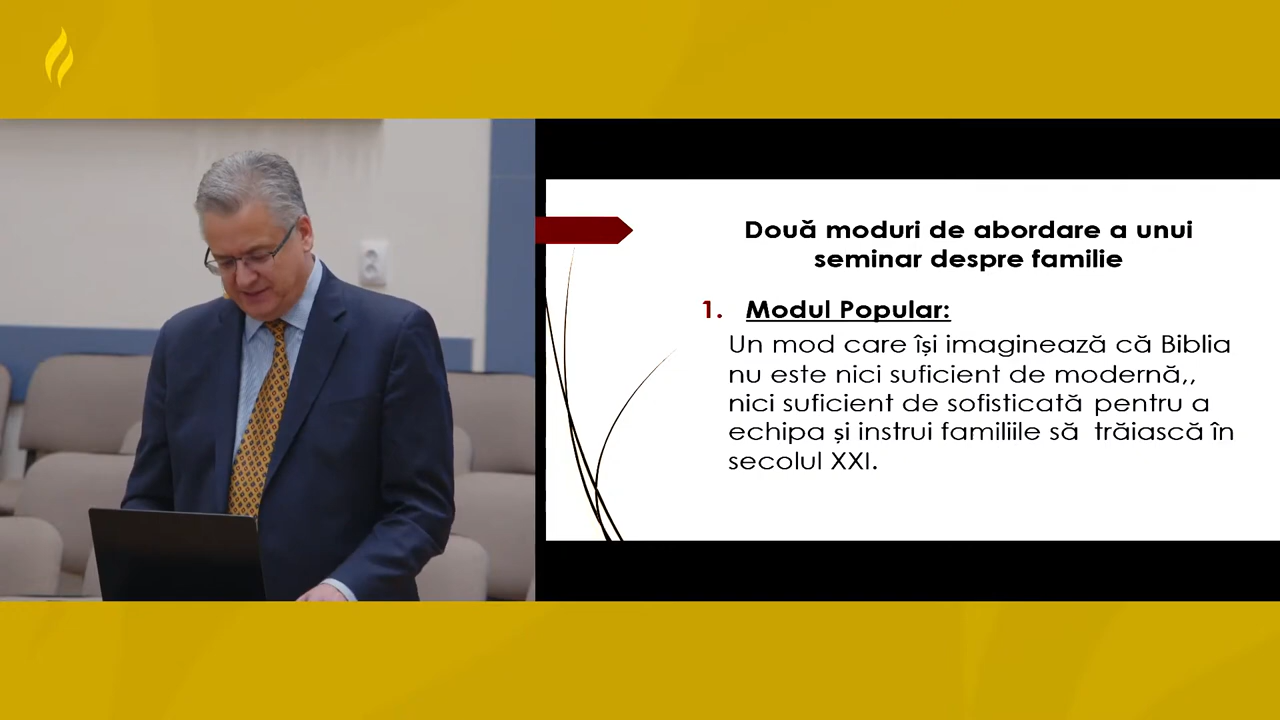 Două moduri de abordare a unui
seminar despre familie
1. Modul Popular:
Un mod care își imaginează că Biblia
nu este nici suficient de modernă,,
nici suficient de sofisticată pentru a
echipa și instrui familiile să trăiască în
secolul XXI.